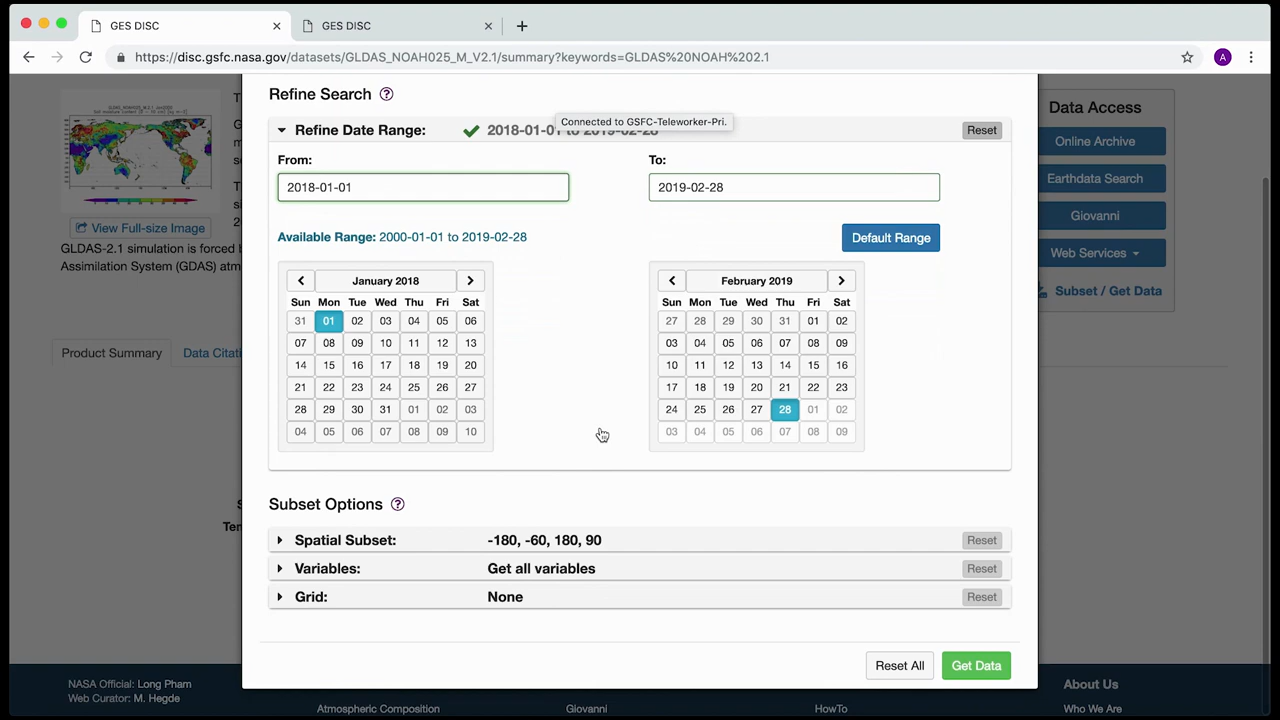 GES DISC
GES DISC
https://disc.gsfc.nasa.gov/datasets/GLDAS_NOAH025_M_V2.1/summary?keywords=GLDAS%20NOAH%202.1
A
Refine Search
Connected to GSFC-Teleworker-Pri.
Refine Date Range: 2018-01-01 to 2019-02-28 Reset
From: To:
2018-01-01 2019-02-28
Available Range: 2000-01-01 to 2019-02-28 Default Range
January 2018
Sun Mon Tue Wed Thu Fri Sat
31 01 02 03 04 05 06
07 08 09 10 11 12 13
14 15 16 17 18 19 20
21 22 23 24 25 26 27
28 29 30 31 01 02 03
04 05 06 07 08 09 10
February 2019
Sun Mon Tue Wed Thu Fri Sat
27 28 29 30 31 01 02
03 04 05 06 07 08 09
10 11 12 13 14 15 16
17 18 19 20 21 22 23
24 25 26 27 28 01 02
03 04 05 06 07 08 09
Subset Options
Spatial Subset: -180, -60, 180, 90 Reset
Variables: Get all variables Reset
Grid: None Reset
Reset All Get Data
View Full-size Image
GLDAS-2.1 simulation is forced
Assimilation System (GDAS) atm
Product Summary Data Citati
Data Access
Online Archive
Earthdata Search
Giovanni
Web Services
Subset / Get Data
NASA Official: Long Pham
Web Curator: M. Hegde
Atmospheric Composition Giovanni HowTo
About Us
Who We Are